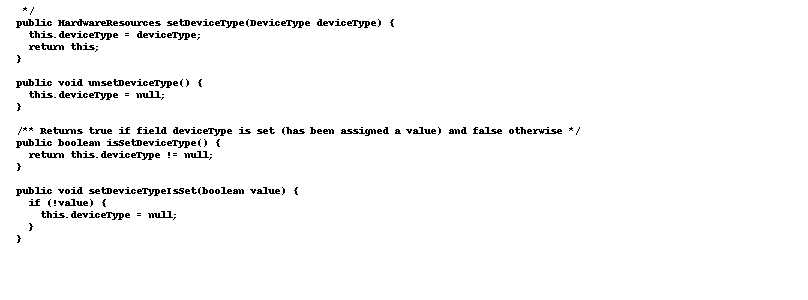 */
public HardwareResources setDeviceType(DeviceType deviceType) {
this.deviceType = deviceType;
return this;
}
public void unsetDeviceType() {
this.deviceType = null;
}
/** Returns true if field deviceType is set (has been assigned a value) and false otherwise */
public boolean isSetDeviceType() {
return this.deviceType != null;
}
public void setDeviceTypeIsSet(boolean value) {
if (!value) {
this.deviceType = null;
}
}